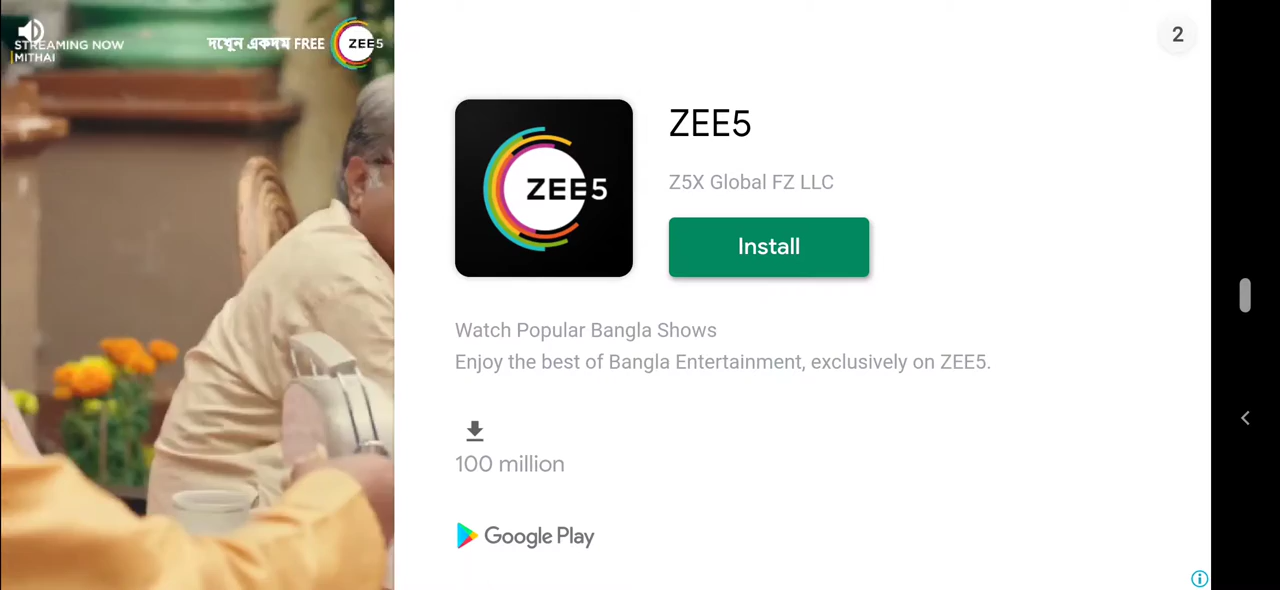 STREAMING NOW
MITHAI
দেখুন একদম FREE
ZEE5
2
ZEE5
ZEE5
Z5X Global FZ LLC
Install
Watch Popular Bangla Shows
Enjoy the best of Bangla Entertainment, exclusively on ZEE5.
100 million
Google Play